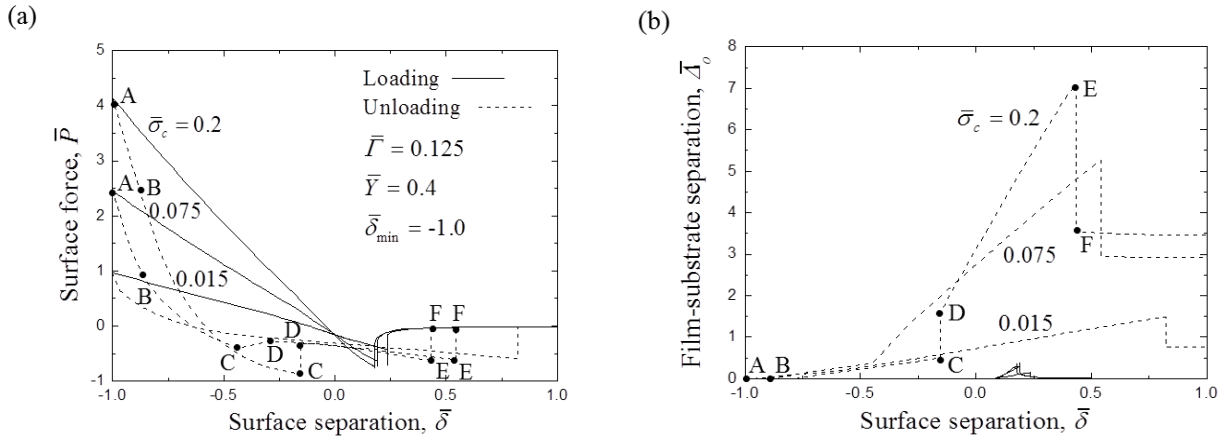 (a)
5
4
3
2
1
0
-1
-1.0 -0.5 0.0 0.5 1.0
Surface force, P̅
Surface separation, δ̅
Loading
Unloading
σ̅c = 0.2
Γ̅ = 0.125
Y̅ = 0.4
δ̅min = -1.0
0.075
0.015
A
A
B
B
C
D
D
C
F F
E E
(b)
8
7
6
5
4
3
2
1
0
-1.0 -0.5 0.0 0.5 1.0
Film-substrate separation, Δ̅o
Surface separation, δ̅
σ̅c = 0.2
0.075
0.015
E
F
D
C
A B